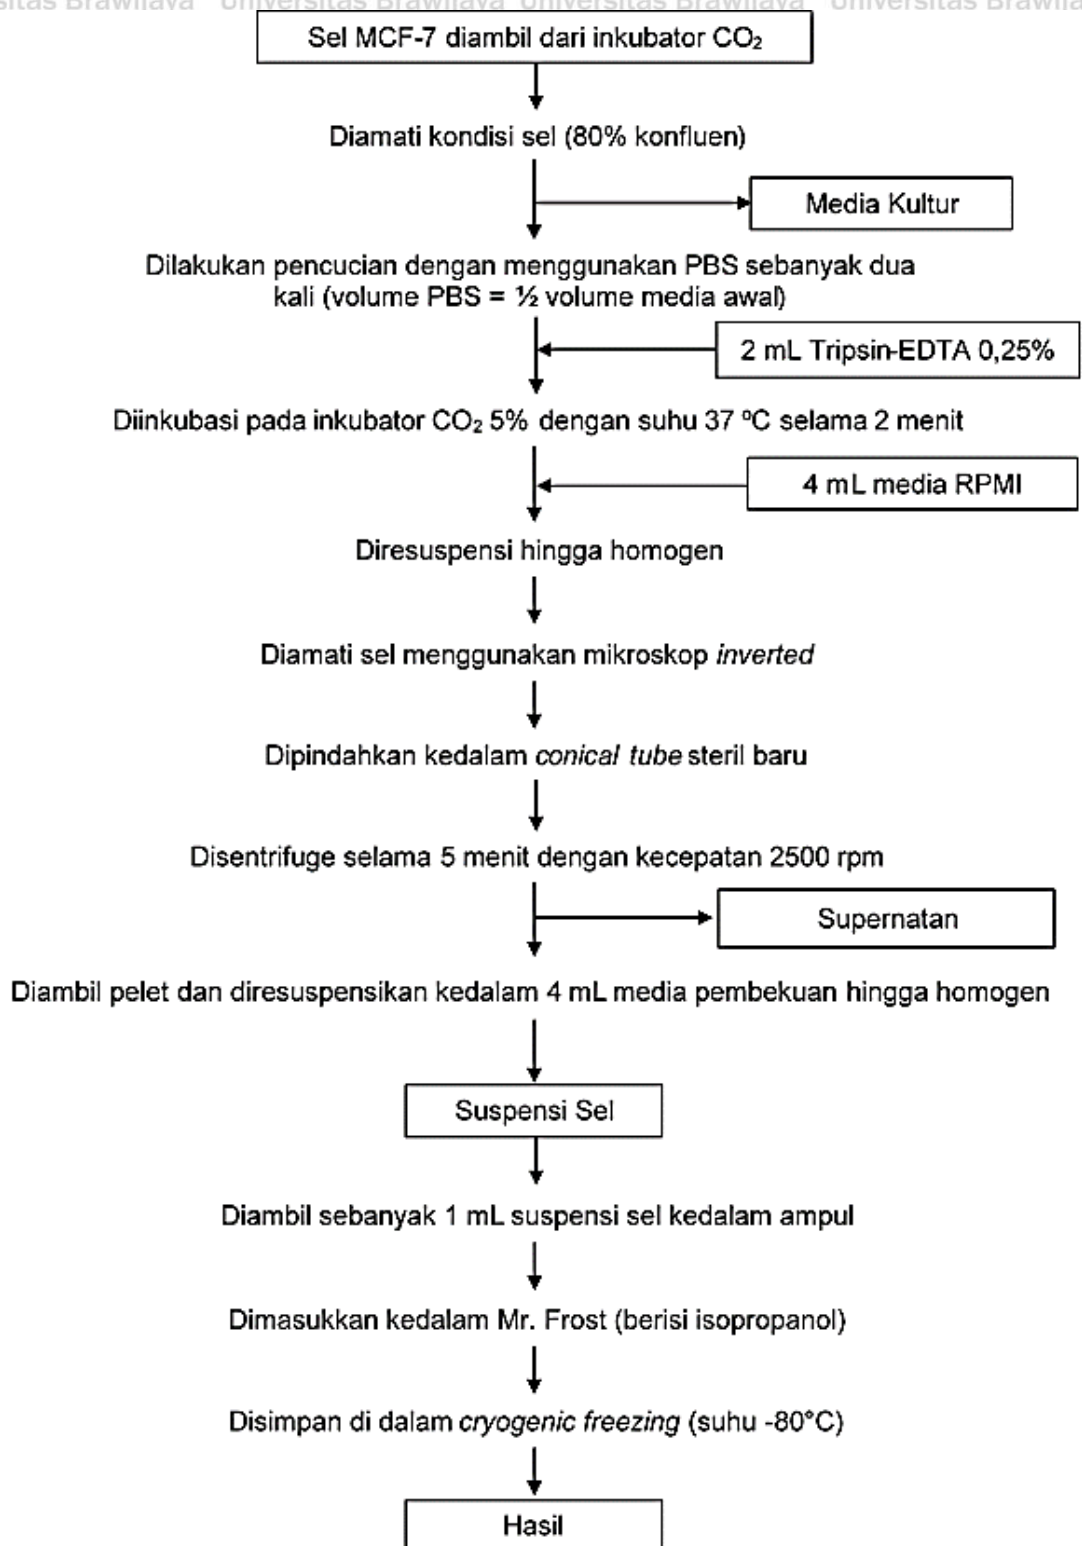 Universitas Brawijaya Universitas Brawijaya
Sel MCF-7 diambil dari inkubator CO₂
Diamati kondisi sel (80% konfluen)
Media Kultur
Dilakukan pencucian dengan menggunakan PBS sebanyak dua
kali (volume PBS = ½ volume media awal)
2 mL Tripsin-EDTA 0,25%
Diinkubasi pada inkubator CO₂ 5% dengan suhu 37 ºC selama 2 menit
4 mL media RPMI
Diresuspensi hingga homogen
Diamati sel menggunakan mikroskop inverted
Dipindahkan kedalam conical tube steril baru
Disentrifuge selama 5 menit dengan kecepatan 2500 rpm
Supernatan
Diambil pelet dan diresuspensikan kedalam 4 mL media pembekuan hingga homogen
Suspensi Sel
Diambil sebanyak 1 mL suspensi sel kedalam ampul
Dimasukkan kedalam Mr. Frost (berisi isopropanol)
Disimpan di dalam cryogenic freezing (suhu -80°C)
Hasil